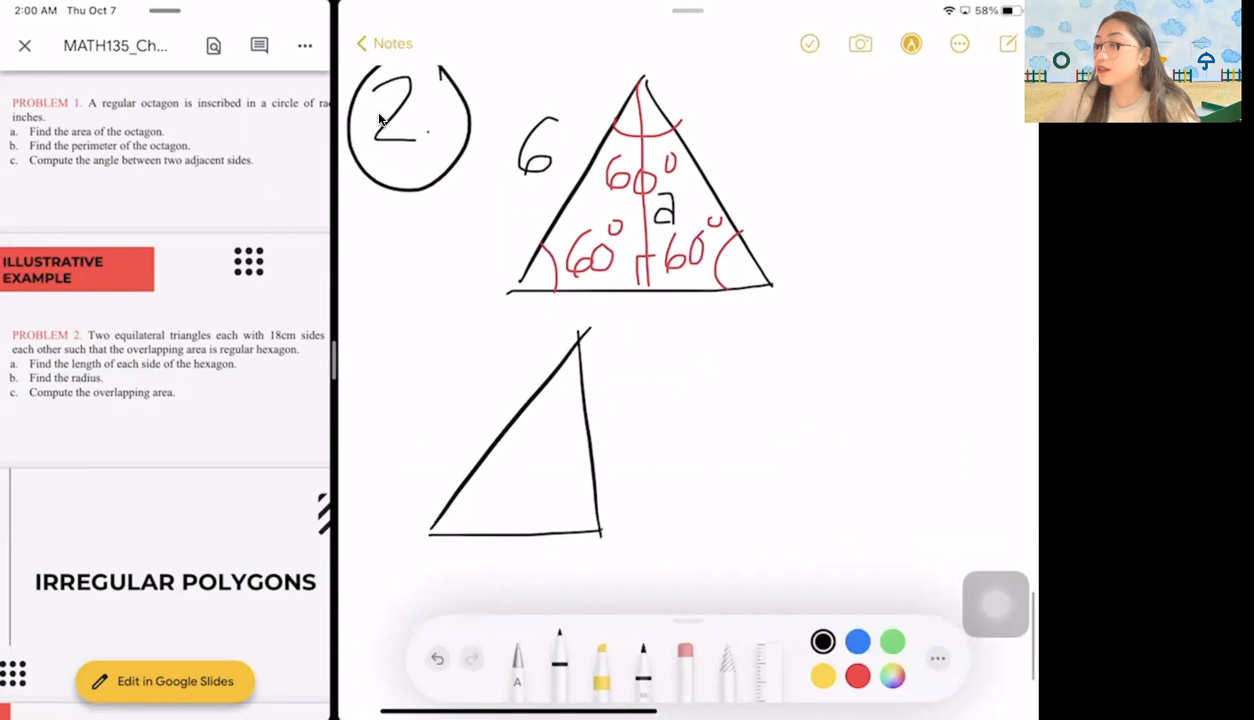 2:00 AM Thu Oct 7
MATH135_Ch...
PROBLEM 1. A regular octagon is inscribed in a circle of ra
inches.
a. Find the area of the octagon.
b. Find the perimeter of the octagon.
c. Compute the angle between two adjacent sides.
ILLUSTRATIVE
EXAMPLE
PROBLEM 2. Two equilateral triangles each with 18cm sides
each other such that the overlapping area is regular hexagon.
a. Find the length of each side of the hexagon.
b. Find the radius.
c. Compute the overlapping area.
IRREGULAR POLYGONS
Edit in Google Slides
58%
Notes
2.
6
60°
a
60°
60°
A